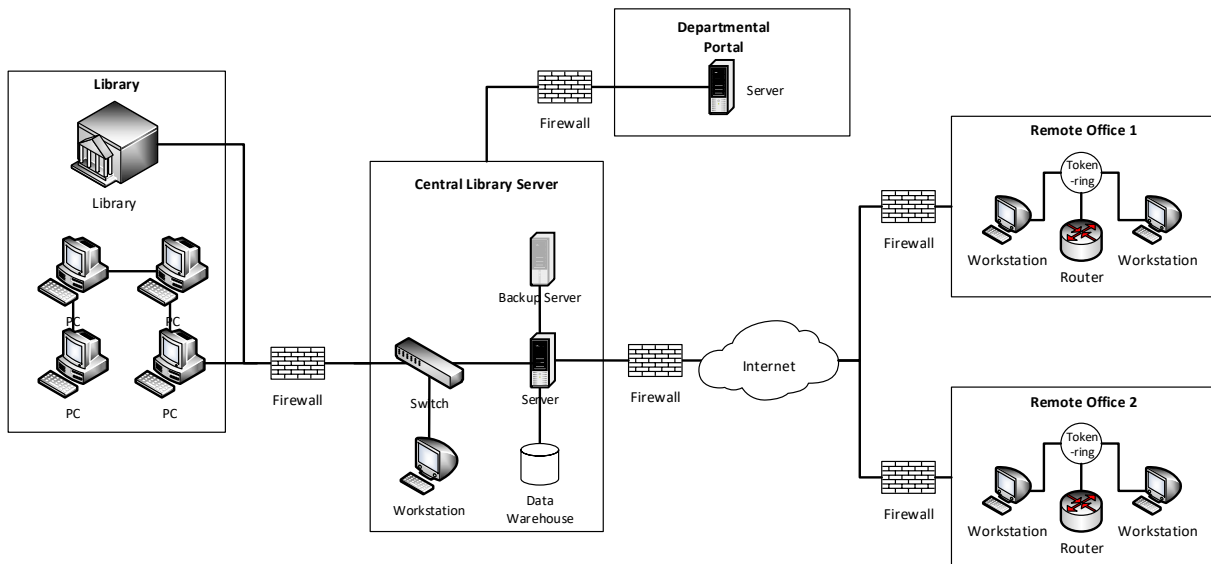 Departmental
Portal
Server
Firewall
Library
Library
PC
PC
PC
PC
Firewall
Central Library Server
Backup Server
Switch
Server
Workstation
Data
Warehouse
Firewall
Internet
Firewall
Remote Office 1
Token
-ring
Workstation
Router
Workstation
Firewall
Remote Office 2
Token
-ring
Workstation
Router
Workstation